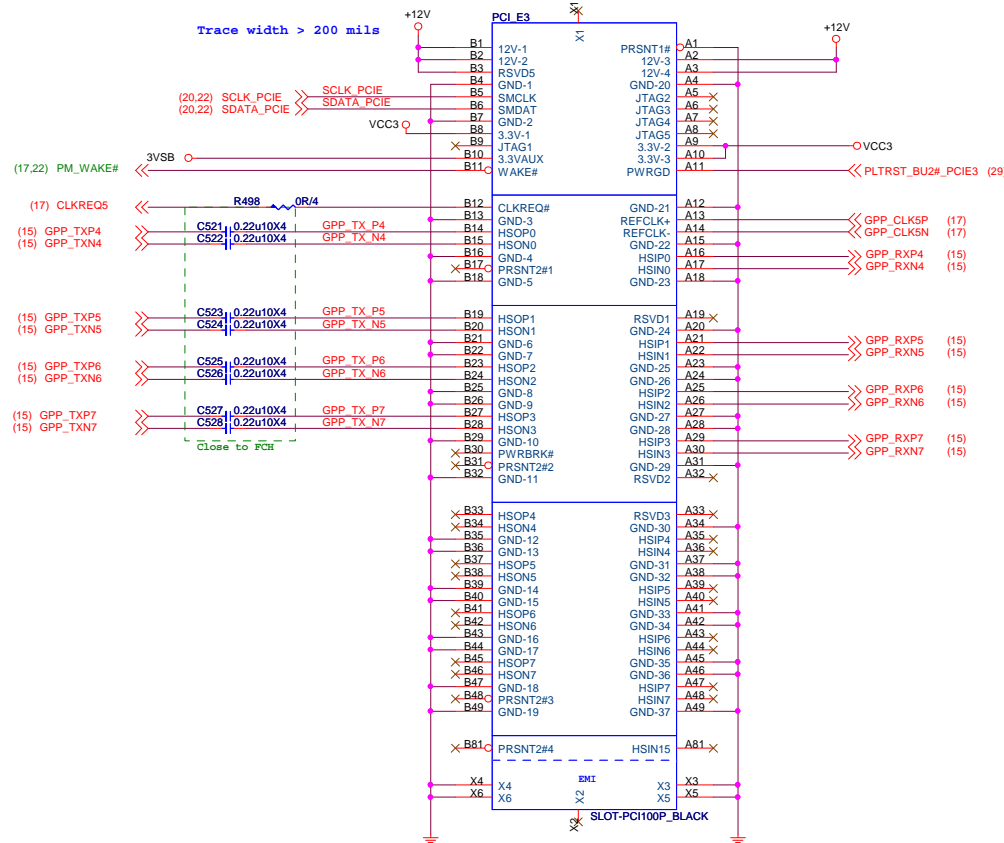 PCI_E3
X1
X1
+12V
Trace width > 200 mils
+12V
B1 12V-1 PRSNT1# A1
B2 12V-2 12V-3 A2
B3 RSVD5 12V-4 A3
B4 GND-1 GND-20 A4
(20,22) SCLK_PCIE SCLK_PCIE B5 SMCLK JTAG2 A5
(20,22) SDATA_PCIE SDATA_PCIE B6 SMDAT JTAG3 A6
B7 GND-2 JTAG4 A7
VCC3 B8 3.3V-1 JTAG5 A8
B9 JTAG1 3.3V-2 A9 VCC3
3VSB B10 3.3VAUX 3.3V-3 A10
(17,22) PM_WAKE# B11 WAKE# PWRGD A11 PLTRST_BU2#_PCIE3 (29)
(17) CLKREQ5 R498 0R/4 B12 CLKREQ# GND-21 A12
B13 GND-3 REFCLK+ A13 GPP_CLK5P (17)
(15) GPP_TXP4 C521 0.22u10X4 GPP_TX_P4 B14 HSOP0 REFCLK- A14 GPP_CLK5N (17)
(15) GPP_TXN4 C522 0.22u10X4 GPP_TX_N4 B15 HSON0 GND-22 A15
B16 GND-4 HSIP0 A16 GPP_RXP4 (15)
B17 PRSNT2#1 HSIN0 A17 GPP_RXN4 (15)
B18 GND-5 GND-23 A18
(15) GPP_TXP5 C523 0.22u10X4 GPP_TX_P5 B19 HSOP1 RSVD1 A19
(15) GPP_TXN5 C524 0.22u10X4 GPP_TX_N5 B20 HSON1 GND-24 A20
B21 GND-6 HSIP1 A21 GPP_RXP5 (15)
B22 GND-7 HSIN1 A22 GPP_RXN5 (15)
(15) GPP_TXP6 C525 0.22u10X4 GPP_TX_P6 B23 HSOP2 GND-25 A23
(15) GPP_TXN6 C526 0.22u10X4 GPP_TX_N6 B24 HSON2 GND-26 A24
B25 GND-8 HSIP2 A25 GPP_RXP6 (15)
B26 GND-9 HSIN2 A26 GPP_RXN6 (15)
(15) GPP_TXP7 C527 0.22u10X4 GPP_TX_P7 B27 HSOP3 GND-27 A27
(15) GPP_TXN7 C528 0.22u10X4 GPP_TX_N7 B28 HSON3 GND-28 A28
B29 GND-10 HSIP3 A29 GPP_RXP7 (15)
Close to FCH
B30 PWRBRK# HSIN3 A30 GPP_RXN7 (15)
B31 PRSNT2#2 GND-29 A31
B32 GND-11 RSVD2 A32
B33 HSOP4 RSVD3 A33
B34 HSON4 GND-30 A34
B35 GND-12 HSIP4 A35
B36 GND-13 HSIN4 A36
B37 HSOP5 GND-31 A37
B38 HSON5 GND-32 A38
B39 GND-14 HSIP5 A39
B40 GND-15 HSIN5 A40
B41 HSOP6 GND-33 A41
B42 HSON6 GND-34 A42
B43 GND-16 HSIP6 A43
B44 GND-17 HSIN6 A44
B45 HSOP7 GND-35 A45
B46 HSON7 GND-36 A46
B47 GND-18 HSIP7 A47
B48 PRSNT2#3 HSIN7 A48
B49 GND-19 GND-37 A49
B81 PRSNT2#4 HSIN15 A81
EMI
X4 X4 X3 X3
X6 X6 X5 X5
X2
X2
SLOT-PCI100P_BLACK